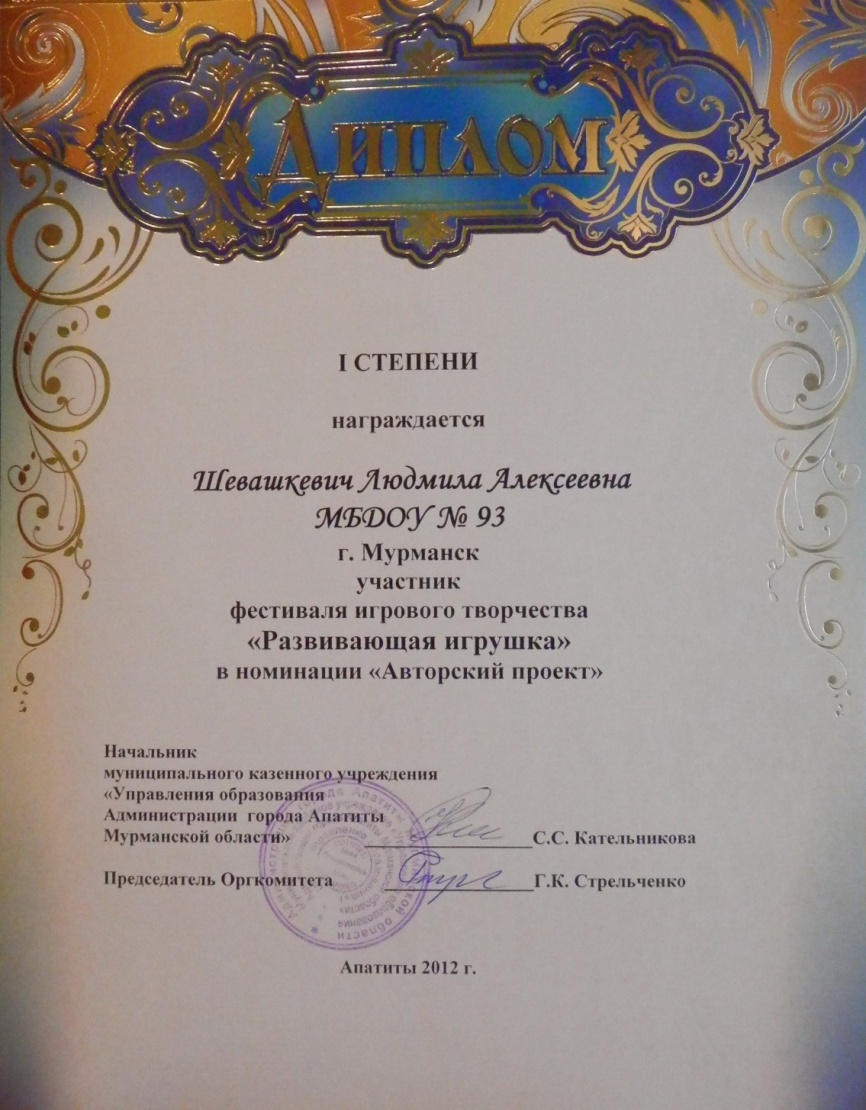 Диплом
I СТЕПЕНИ
награждается
Шевашкевич Людмила Алексеевна
МБДОУ № 93
г. Мурманск
участник
фестиваля игрового творчества
«Развивающая игрушка»
в номинации «Авторский проект»
Начальник
муниципального казенного учреждения
«Управления образования
Администрации города Апатиты
Мурманской области» С.С. Кательникова
Председатель Оргкомитета Г.К. Стрельченко
Апатиты 2012 г.